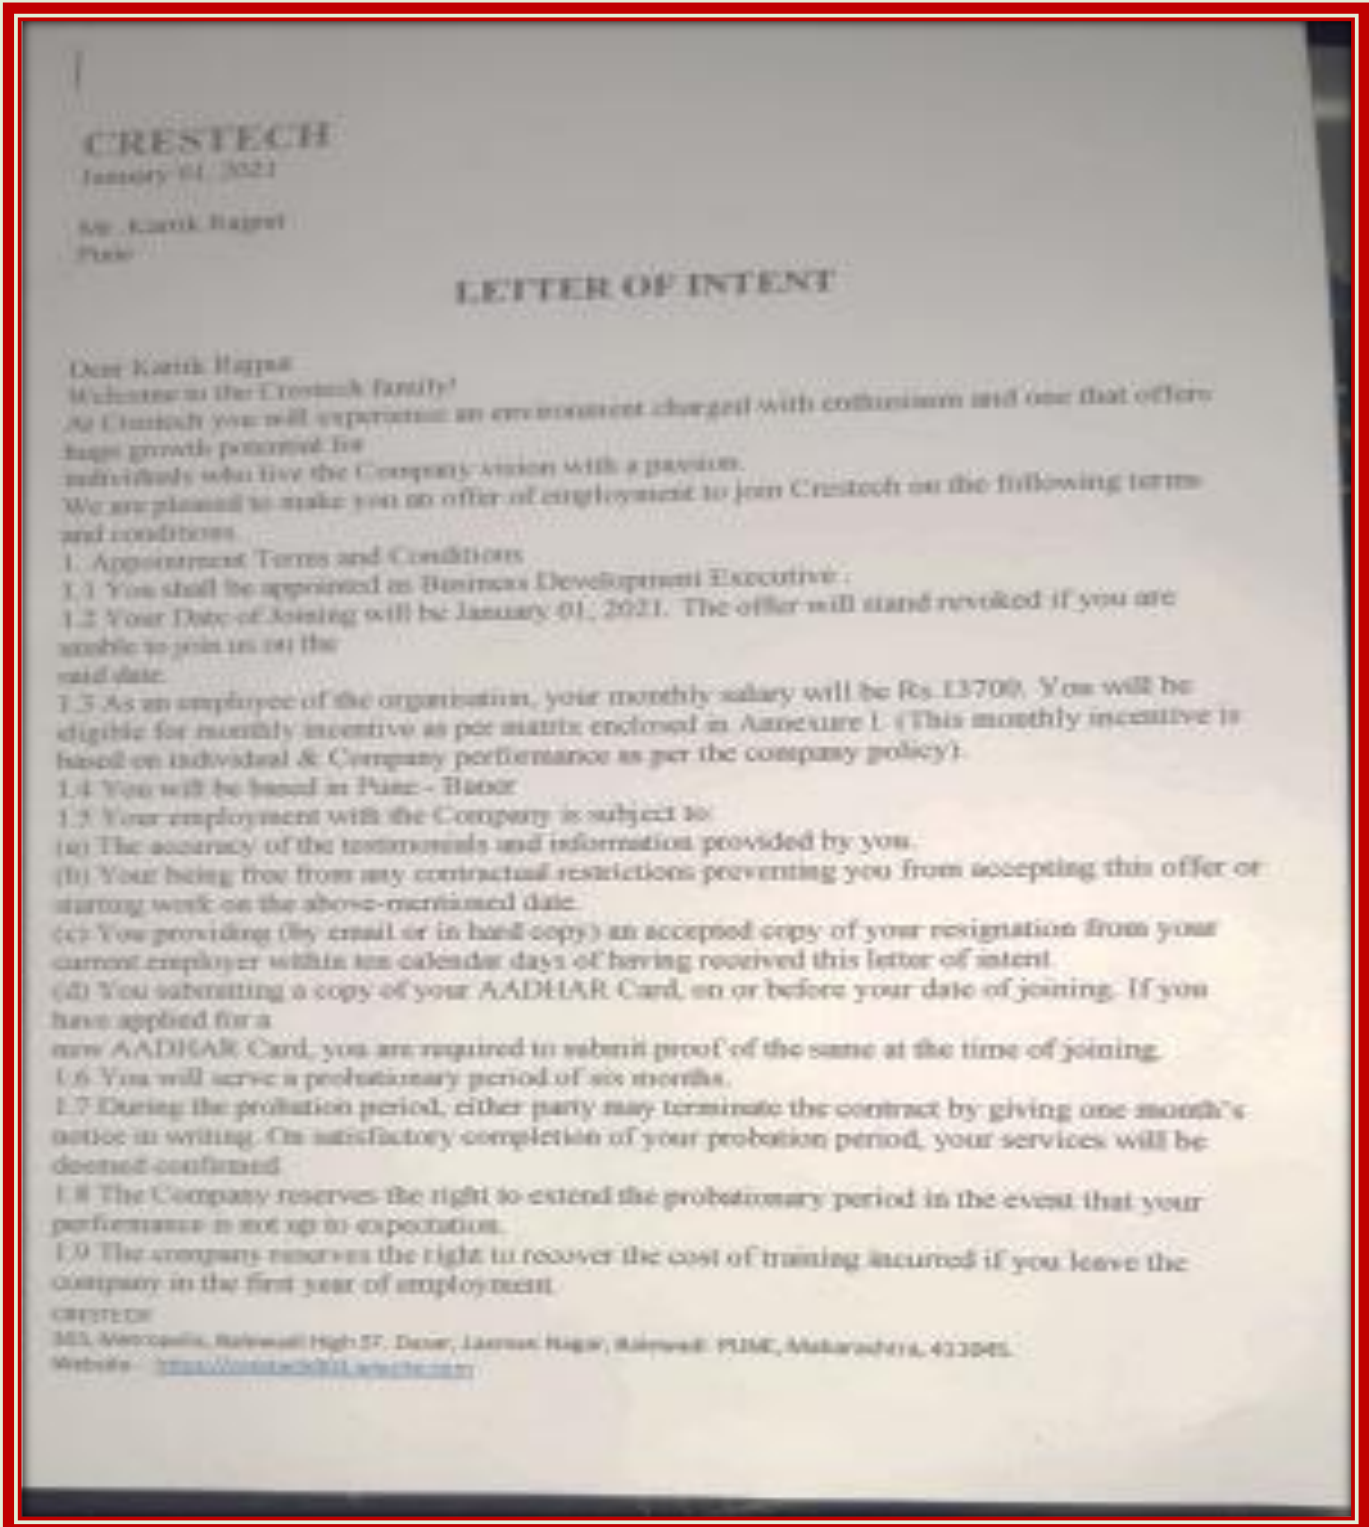 CRESTECH
January 01, 2021
Mr. Kartik Rajput
Pune
LETTER OF INTENT
Dear Kartik Rajput
Welcome to the Crestech family!
At Crestech you will experience an environment charged with enthusiasm and one that offers
huge growth potential for
individuals who live the Company vision with a passion.
We are pleased to make you an offer of employment to join Crestech on the following terms
and conditions.
1. Appointment Terms and Conditions
1.1 You shall be appointed as Business Development Executive .
1.2 Your Date of Joining will be January 01, 2021. The offer will stand revoked if you are
unable to join us on the
said date.
1.3 As an employee of the organisation, your monthly salary will be Rs.13700. You will be
eligible for monthly incentive as per matrix enclosed in Annexure I. (This monthly incentive is
based on individual & Company performance as per the company policy).
1.4 You will be based in Pune -
1.5 Your employment with the Company is subject to:
(a) The accuracy of the testimonials and information provided by you.
(b) Your being free from any contractual restrictions preventing you from accepting this offer or
starting work on the above-mentioned date.
(c) You providing (by email or in hard copy) an accepted copy of your resignation from your
current employer within ten calendar days of having received this letter of intent.
(d) You submitting a copy of your AADHAR Card, on or before your date of joining. If you
have applied for a
new AADHAR Card, you are required to submit proof of the same at the time of joining.
1.6 You will serve a probationary period of six months.
1.7 During the probation period, either party may terminate the contract by giving one month's
notice in writing. On satisfactory completion of your probation period, your services will be
deemed confirmed.
1.8 The Company reserves the right to extend the probationary period in the event that your
performance is not up to expectation.
1.9 The company reserves the right to recover the cost of training incurred if you leave the
company in the first year of employment.
CRESTECH
Metropolis, Balewadi High ST, Laxman Nagar, Balewadi PUNE, Maharashtra, 411045.
Website :